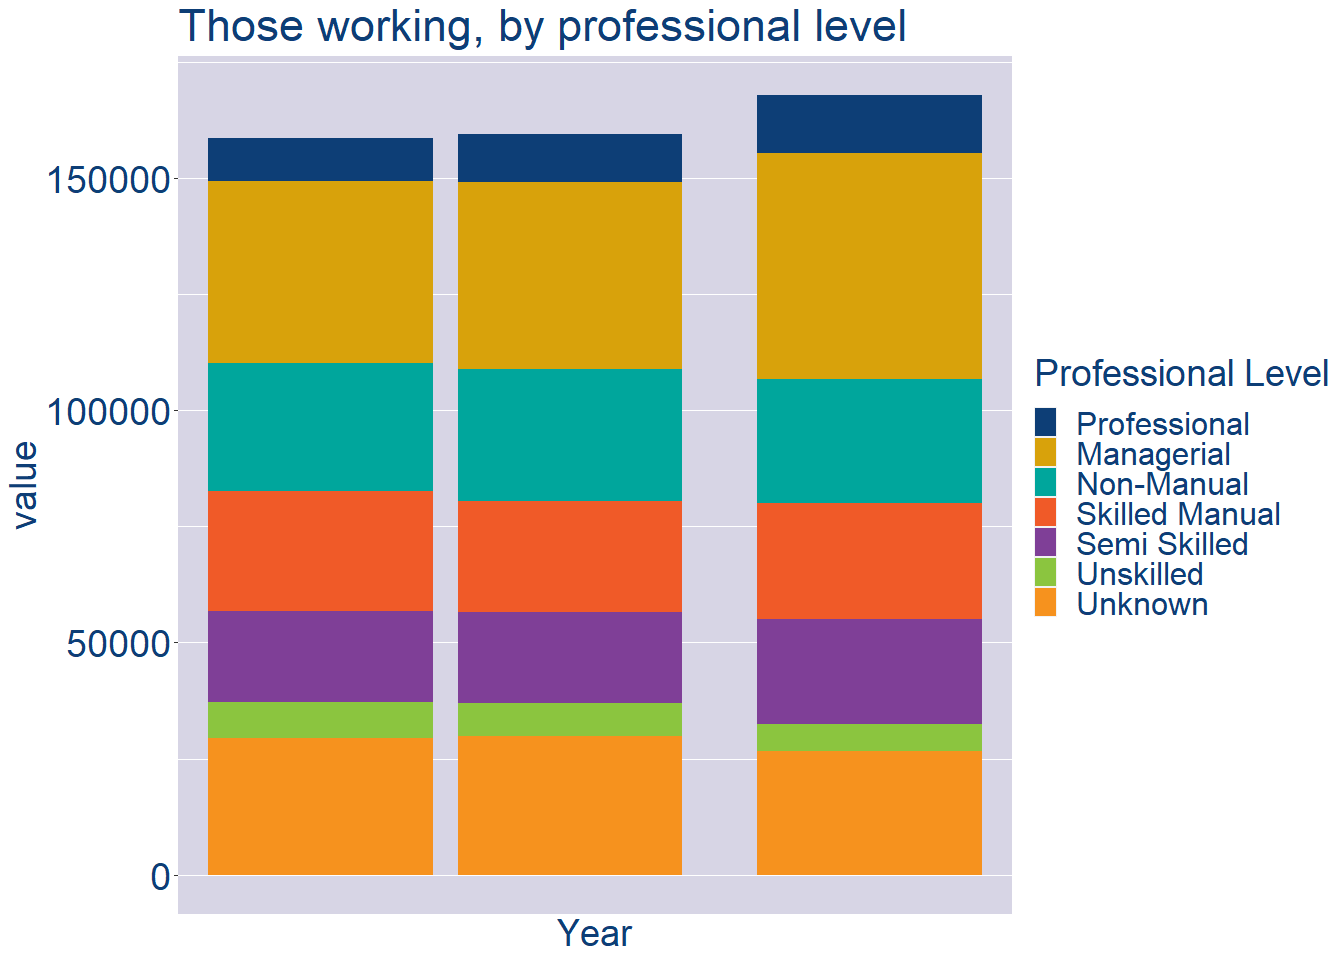 Those working, by professional level
150000
100000
50000
0
value
Year
Professional Level
Professional
Managerial
Non-Manual
Skilled Manual
Semi Skilled
Unskilled
Unknown